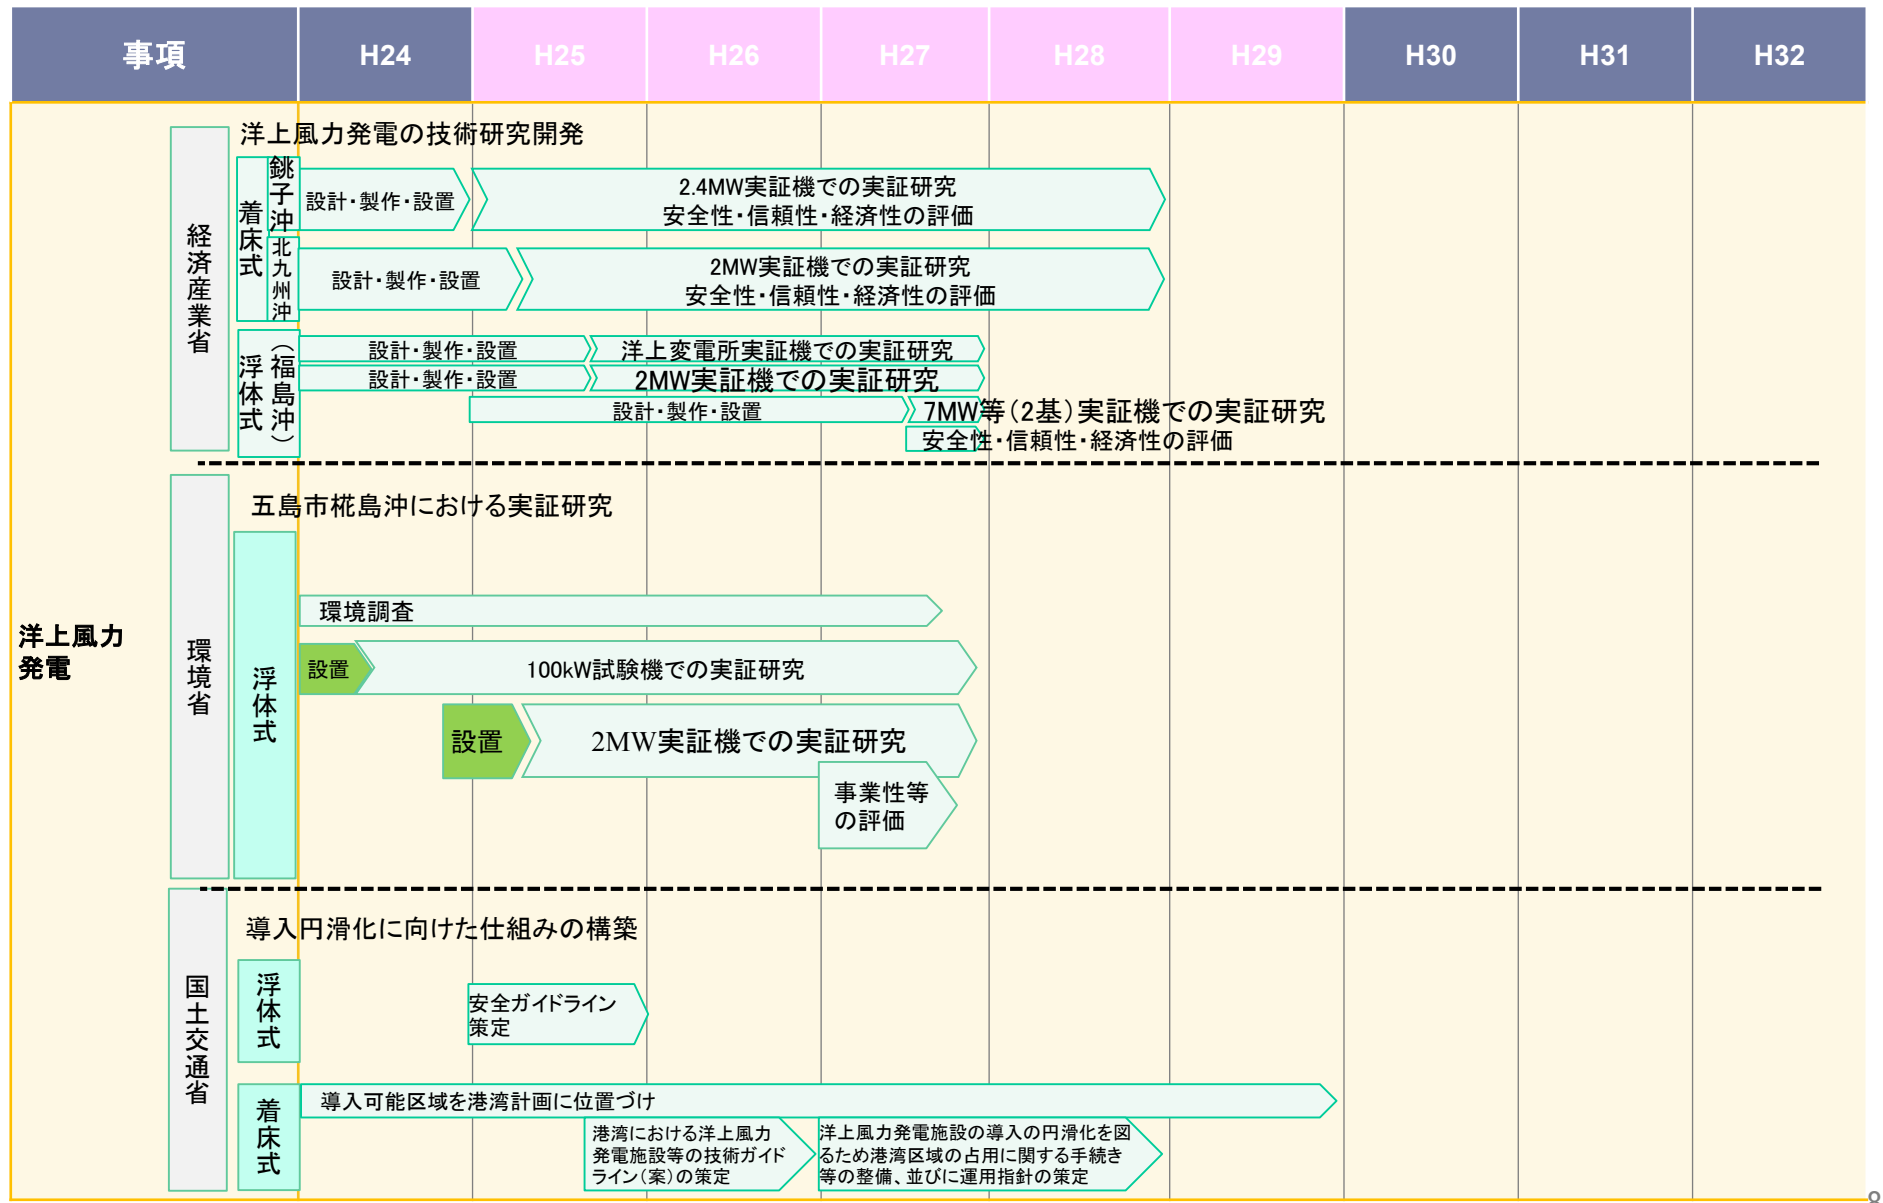 事項 H24 H25 H26 H27 H28 H29 H30 H31 H32
洋上風力
発電
経済産業省
洋上風力発電の技術研究開発
着床式
銚子沖
設計・製作・設置
2.4MW実証機での実証研究
安全性・信頼性・経済性の評価
北九州沖
設計・製作・設置
2MW実証機での実証研究
安全性・信頼性・経済性の評価
浮体式
（福島沖）
設計・製作・設置
洋上変電所実証機での実証研究
設計・製作・設置
2MW実証機での実証研究
設計・製作・設置
7MW等（2基）実証機での実証研究
安全性・信頼性・経済性の評価
環境省
五島市椛島沖における実証研究
浮体式
環境調査
設置
100kW試験機での実証研究
設置
2MW実証機での実証研究
事業性等
の評価
国土交通省
導入円滑化に向けた仕組みの構築
浮体式
安全ガイドライン
策定
着床式
導入可能区域を港湾計画に位置づけ
港湾における洋上風力
発電施設等の技術ガイド
ライン（案）の策定
洋上風力発電施設の導入の円滑化を図
るため港湾区域の占用に関する手続き
等の整備、並びに運用指針の策定
8